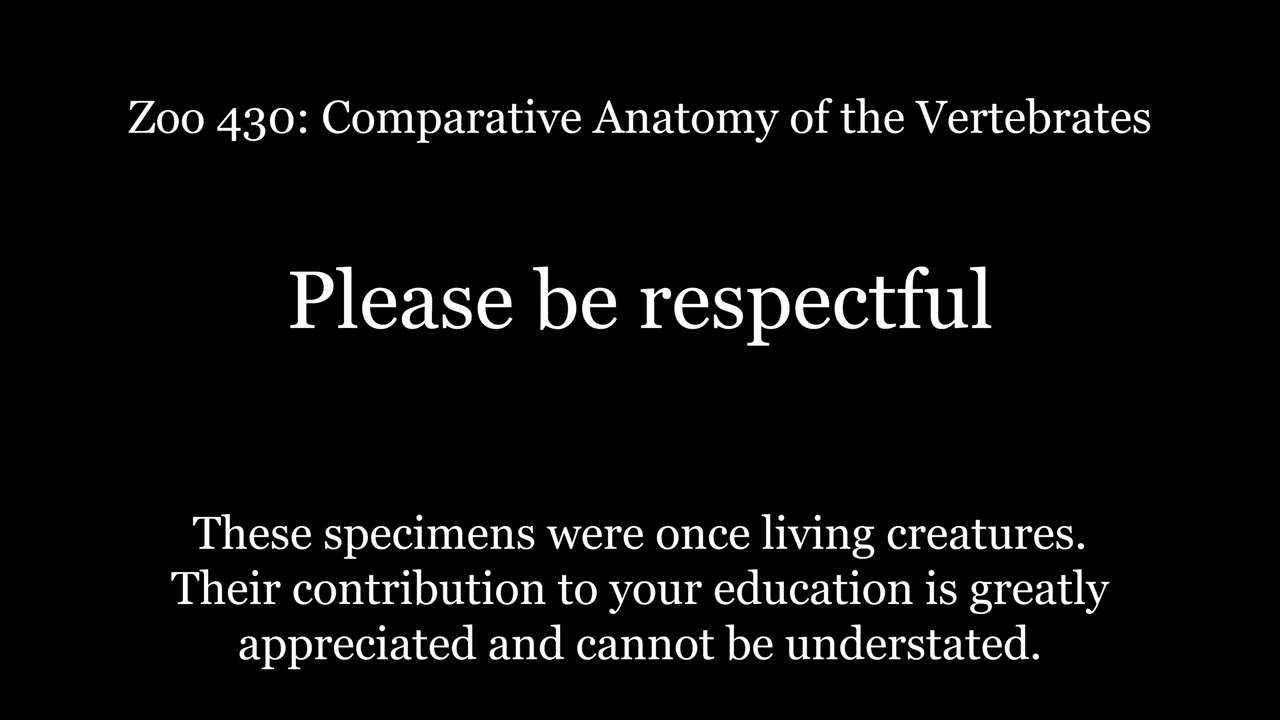 Zoo 430: Comparative Anatomy of the Vertebrates
Please be respectful
These specimens were once living creatures.
Their contribution to your education is greatly
appreciated and cannot be understated.